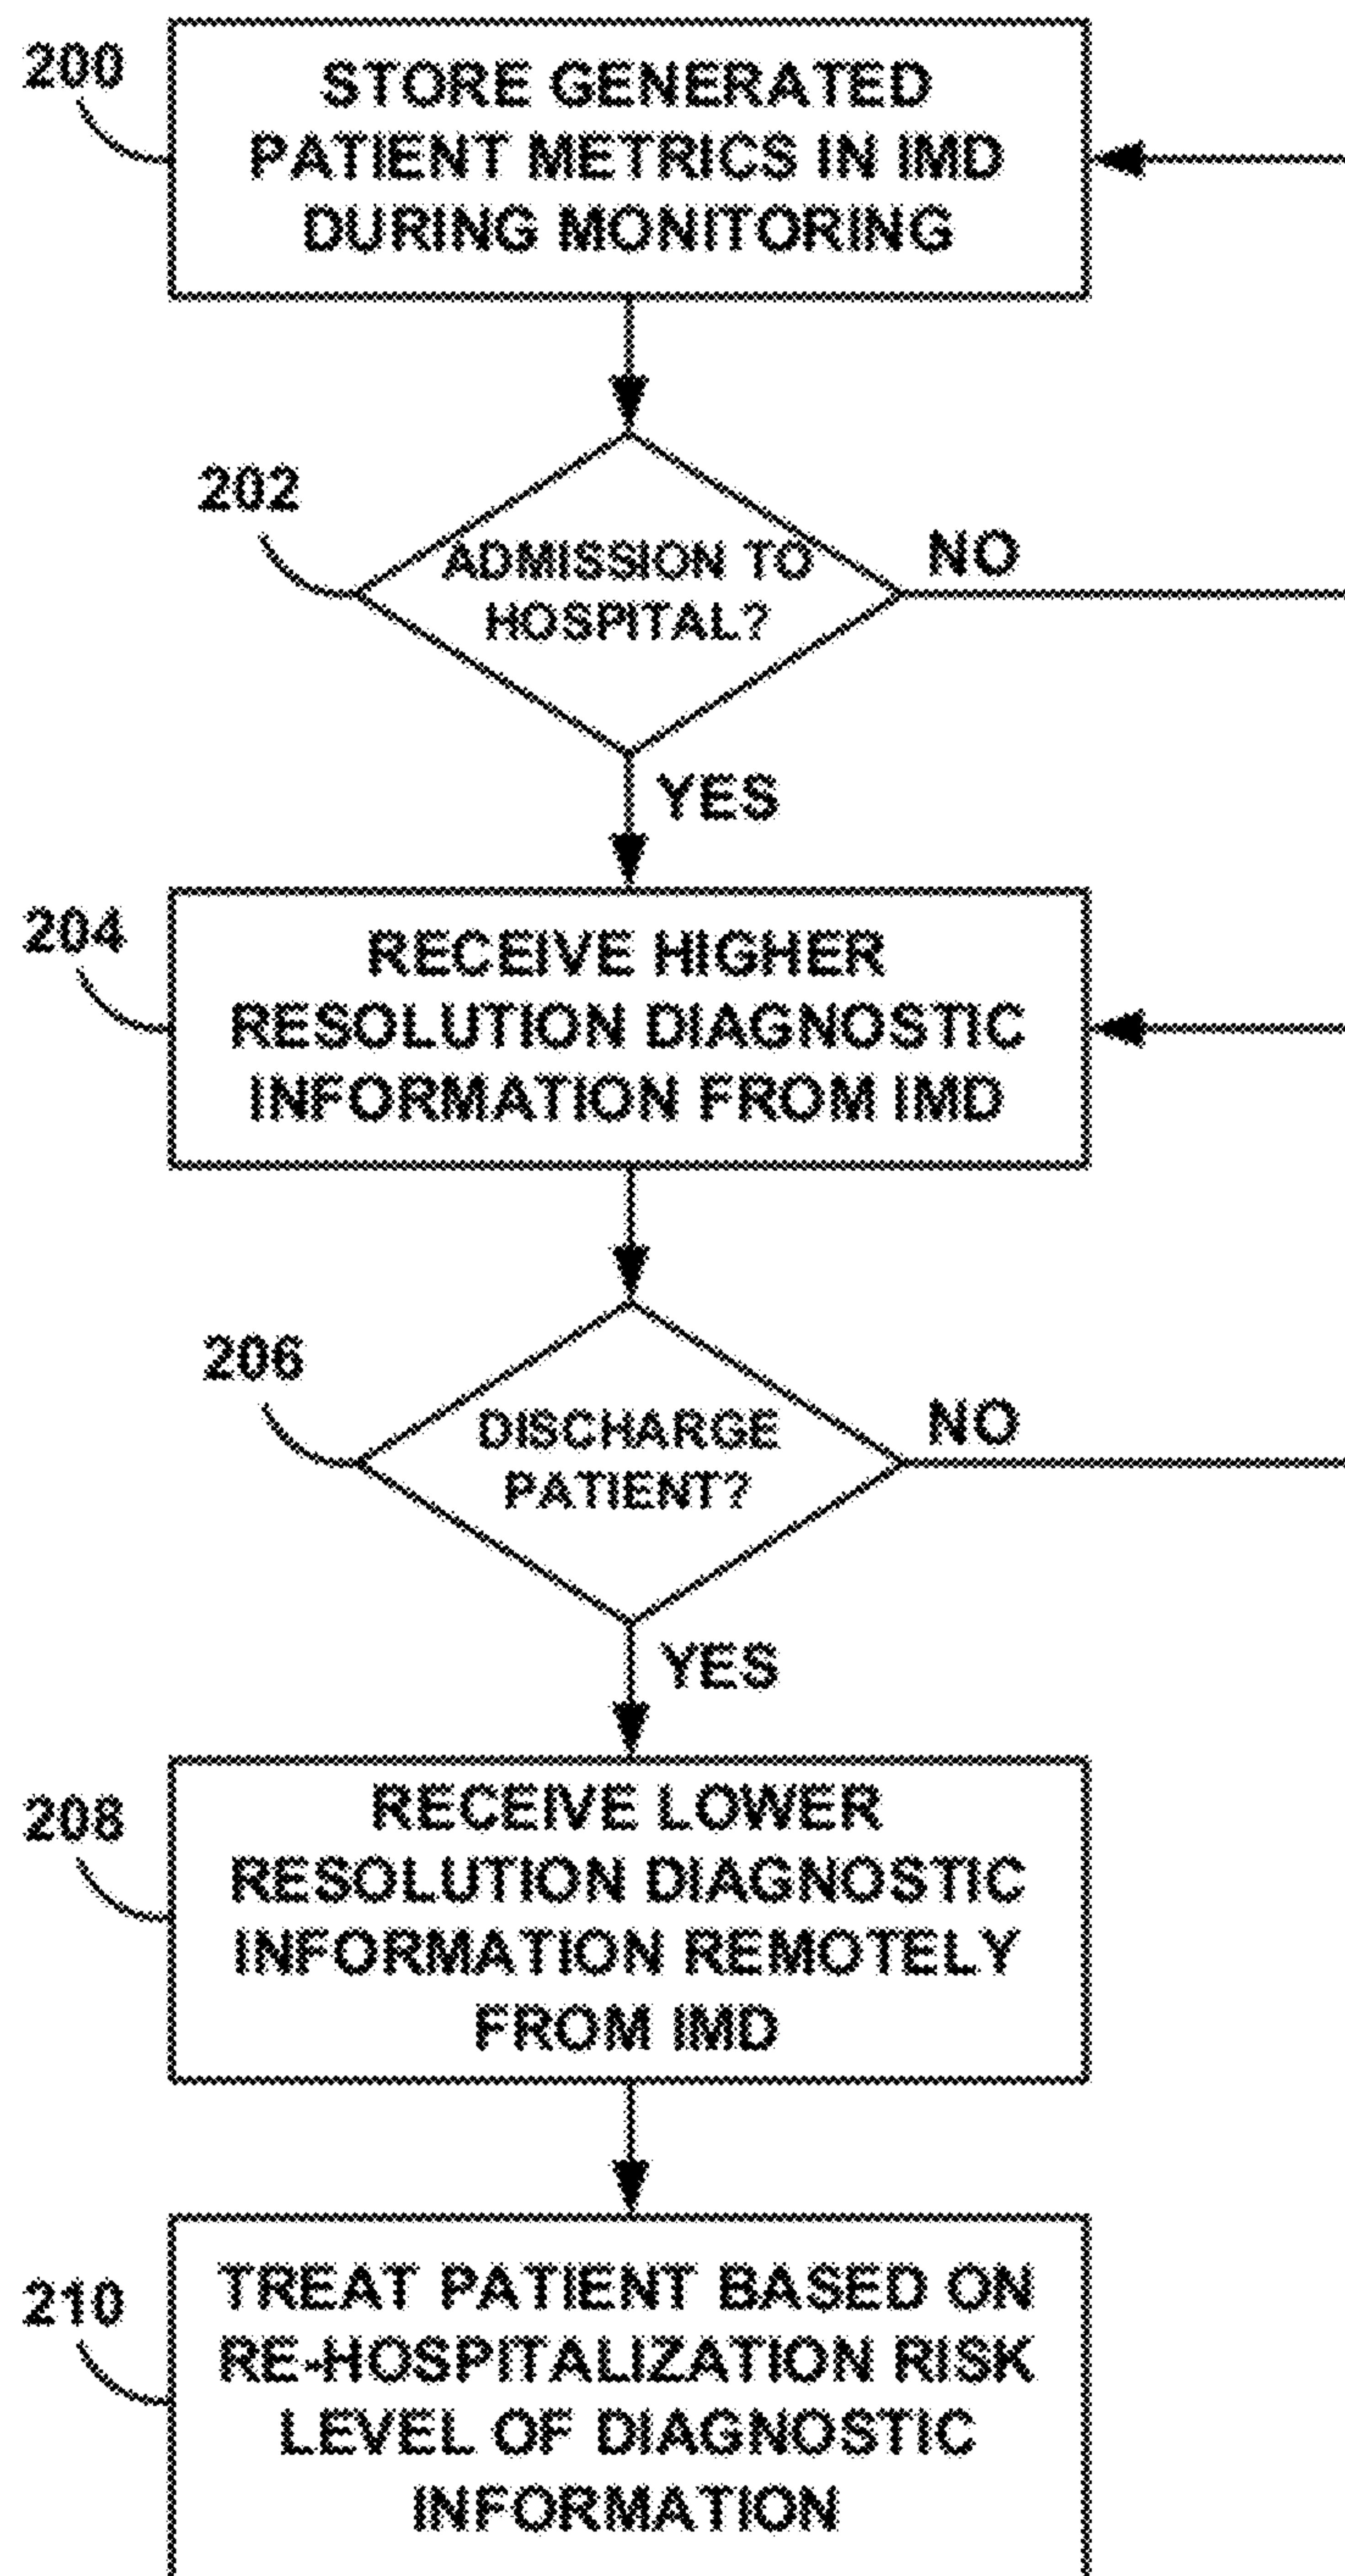 200
STORE GENERATED
PATIENT METRICS IN IMD
DURING MONITORING
202
ADMISSION TO
HOSPITAL?
NO
YES
204
RECEIVE HIGHER
RESOLUTION DIAGNOSTIC
INFORMATION FROM IMD
206
DISCHARGE
PATIENT?
NO
YES
208
RECEIVE LOWER
RESOLUTION DIAGNOSTIC
INFORMATION REMOTELY
FROM IMD
210
TREAT PATIENT BASED ON
RE-HOSPITALIZATION RISK
LEVEL OF DIAGNOSTIC
INFORMATION